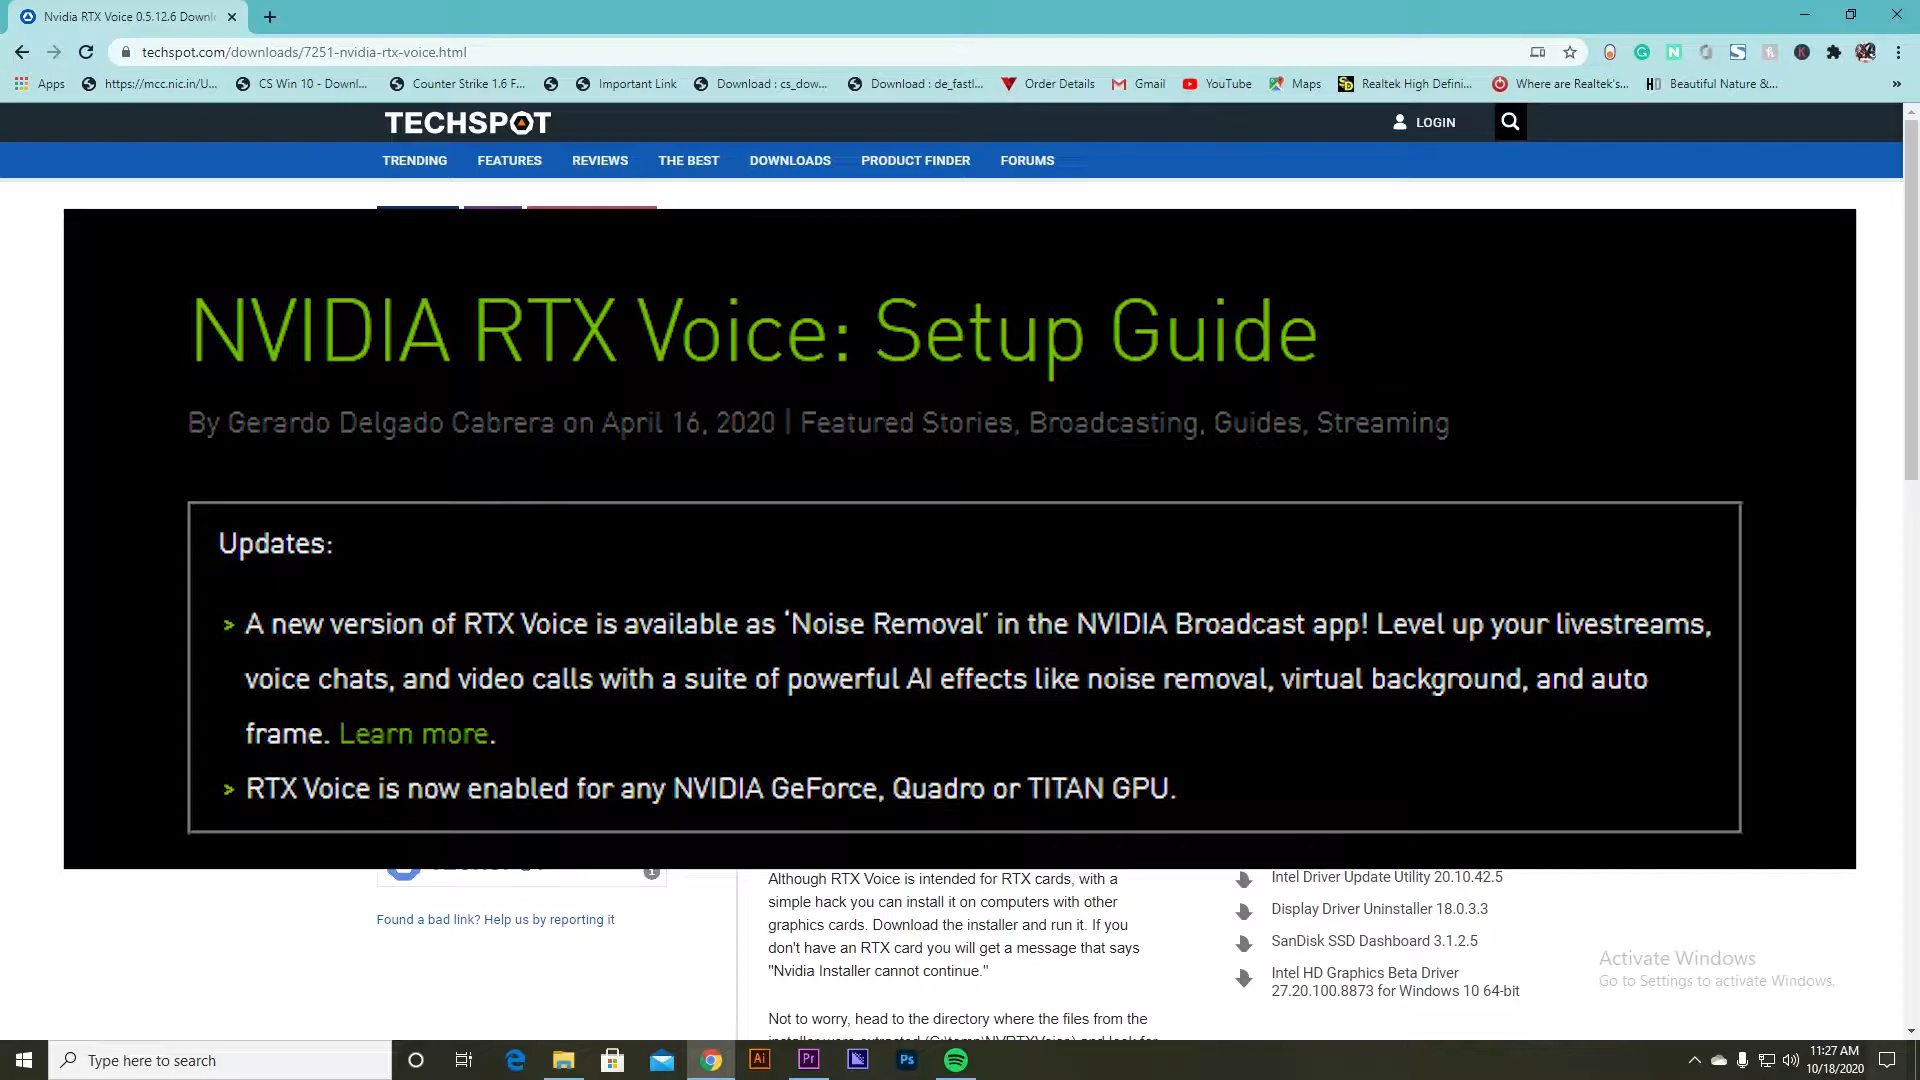 Nvidia RTX Voice 0.5.12.6 Downl
techspot.com/downloads/7251-nvidia-rtx-voice.html
Apps https://mcc.nic.in/U... CS Win 10 - Downl... Counter Strike 1.6 F... Important Link Download : cs_dow... Download : de_fastl... Order Details Gmail YouTube Maps Realtek High Defini... Where are Realtek's... Beautiful Nature &... »
TECHSPOT LOGIN
TRENDING FEATURES REVIEWS THE BEST DOWNLOADS PRODUCT FINDER FORUMS
NVIDIA RTX Voice: Setup Guide
By Gerardo Delgado Cabrera on April 16, 2020 | Featured Stories, Broadcasting, Guides, Streaming
Updates:
> A new version of RTX Voice is available as ‘Noise Removal’ in the NVIDIA Broadcast app! Level up your livestreams,
voice chats, and video calls with a suite of powerful AI effects like noise removal, virtual background, and auto
frame. Learn more.
> RTX Voice is now enabled for any NVIDIA GeForce, Quadro or TITAN GPU.
1
Found a bad link? Help us by reporting it
Although RTX Voice is intended for RTX cards, with a
simple hack you can install it on computers with other
graphics cards. Download the installer and run it. If you
don't have an RTX card you will get a message that says
"Nvidia Installer cannot continue."
Not to worry, head to the directory where the files from the
Intel Driver Update Utility 20.10.42.5
Display Driver Uninstaller 18.0.3.3
SanDisk SSD Dashboard 3.1.2.5
Intel HD Graphics Beta Driver
27.20.100.8873 for Windows 10 64-bit
Activate Windows
Go to Settings to activate Windows.
Type here to search
Ai Pr Ps
11:27 AM
10/18/2020